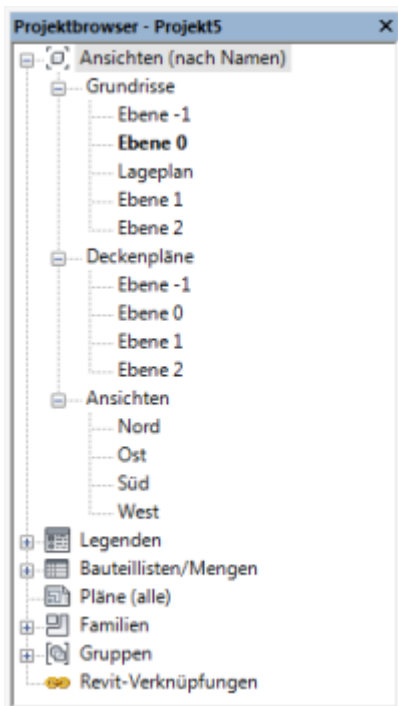 Projektbrowser - Projekt5
Ansichten (nach Namen)
Grundrisse
Ebene -1
Ebene 0
Lageplan
Ebene 1
Ebene 2
Deckenpläne
Ebene -1
Ebene 0
Ebene 1
Ebene 2
Ansichten
Nord
Ost
Süd
West
Legenden
Bauteillisten/Mengen
Pläne (alle)
Familien
Gruppen
Revit-Verknüpfungen